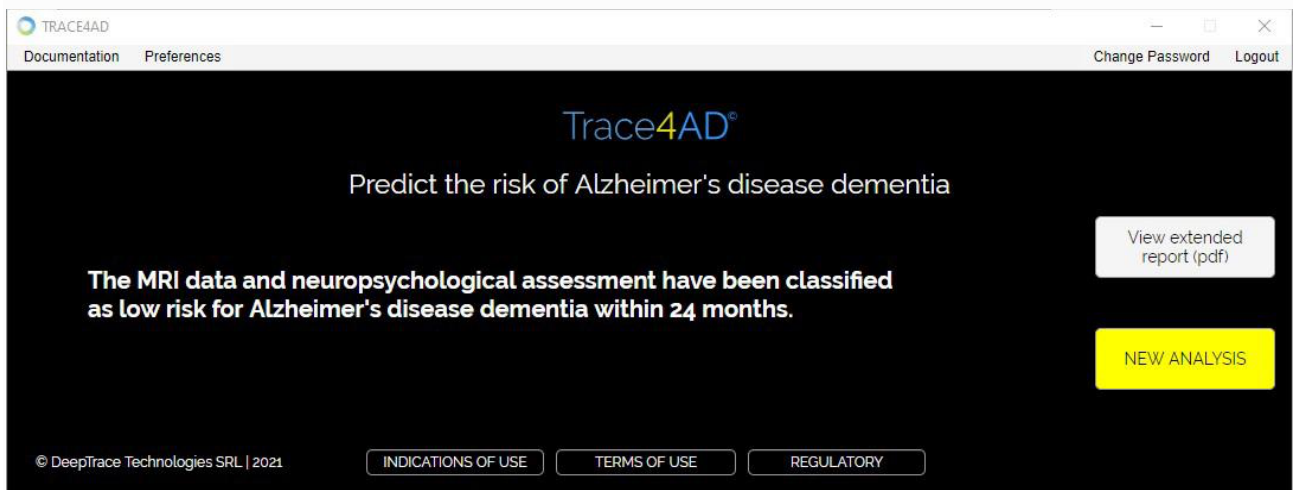 TRACE4AD
Documentation Preferences Change Password Logout
Trace4AD©
Predict the risk of Alzheimer's disease dementia
View extended
report (pdf)
The MRI data and neuropsychological assessment have been classified
as low risk for Alzheimer's disease dementia within 24 months.
NEW ANALYSIS
© DeepTrace Technologies SRL | 2021 INDICATIONS OF USE TERMS OF USE REGULATORY